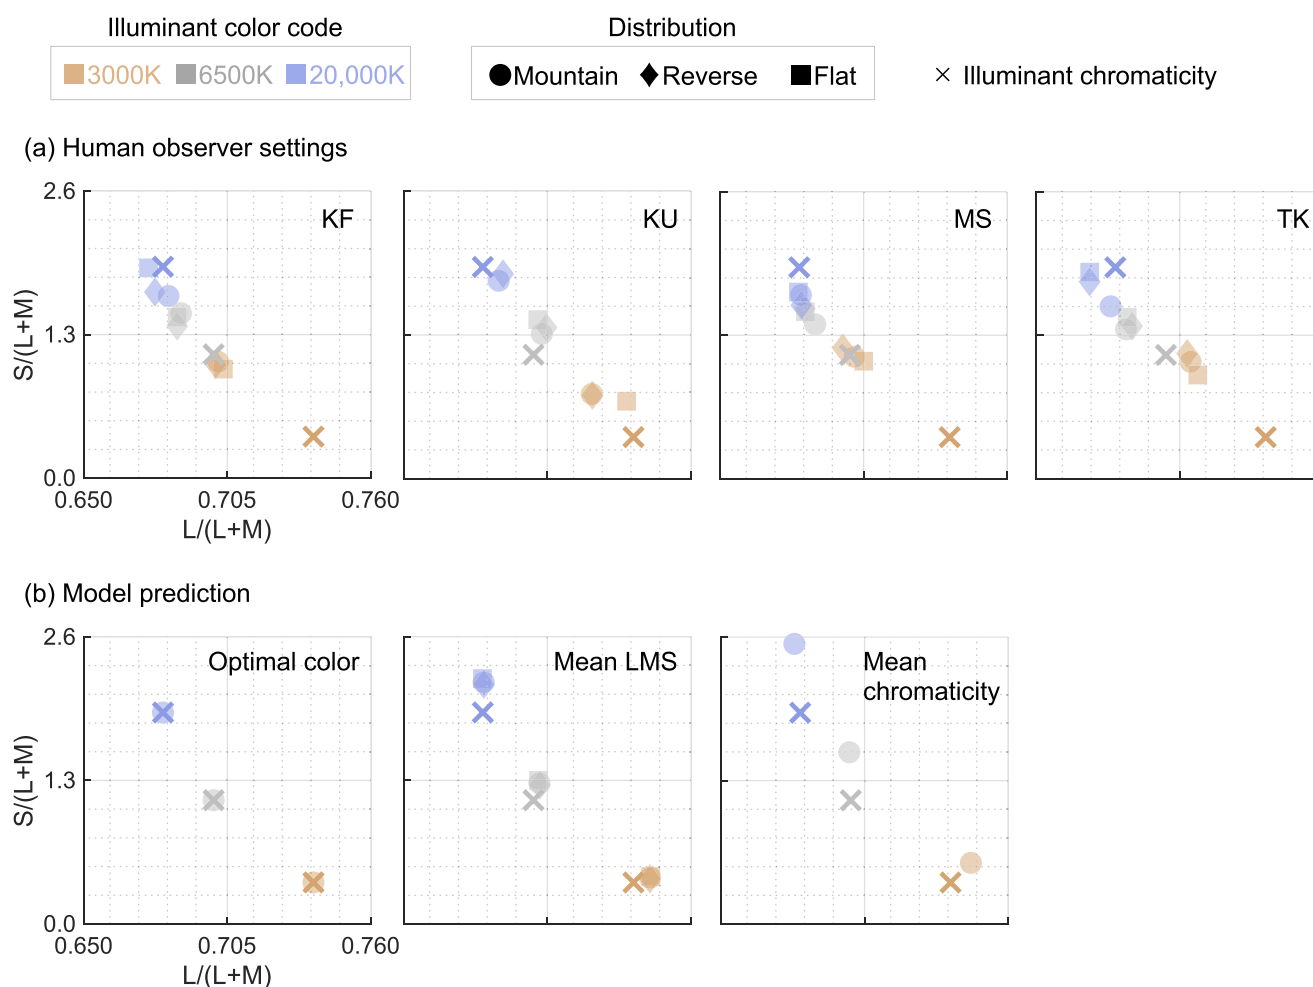 Illuminant color code
Distribution
3000K 6500K 20,000K
Mountain Reverse Flat
Illuminant chromaticity
(a) Human observer settings
2.6
1.3
0.0
S/(L+M)
KF
KU
MS
TK
0.650 0.705 0.760
L/(L+M)
(b) Model prediction
2.6
1.3
0.0
S/(L+M)
Optimal color
Mean LMS
Mean
chromaticity
0.650 0.705 0.760
L/(L+M)